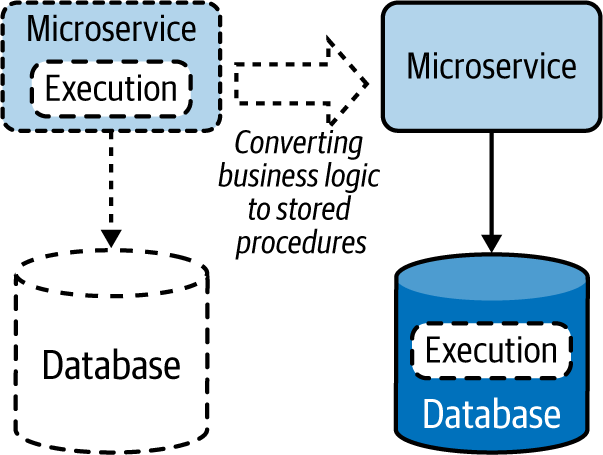 Microservice
Execution
Database
Converting
business logic
to stored
procedures
Microservice
Execution
Database